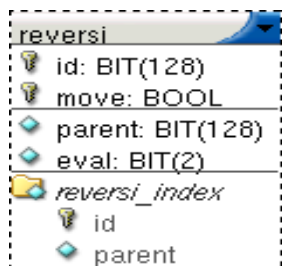 reversi
id: BIT(128)
move: BOOL
parent: BIT(128)
eval: BIT(2)
reversi_index
id
parent